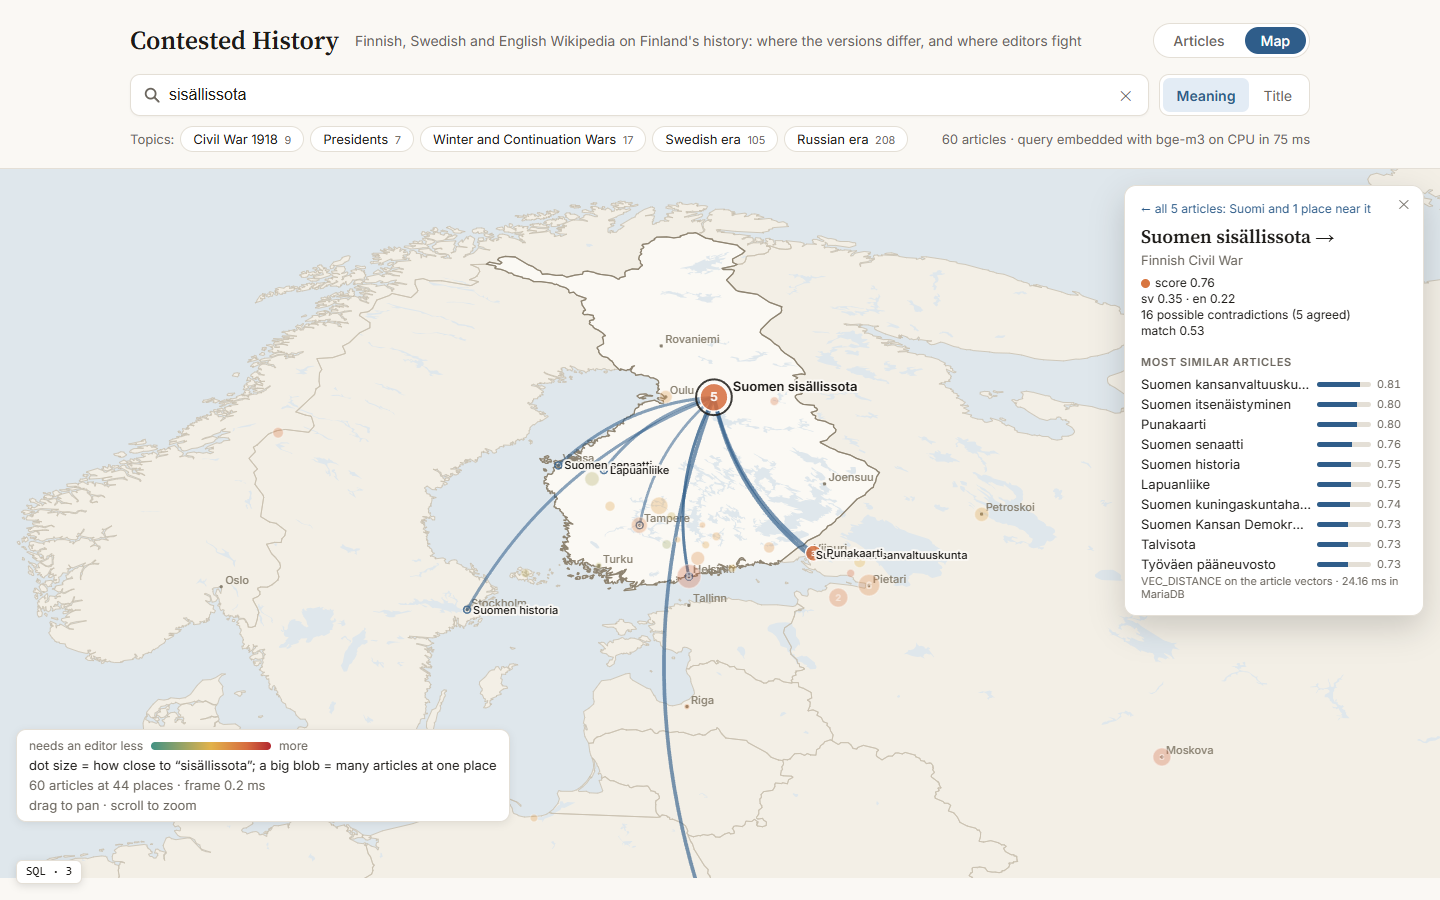 Contested History
Finnish, Swedish and English Wikipedia on Finland's history: where the versions differ, and where editors fight
Articles
Map
sisällissota
Meaning
Title
Topics:
Civil War 1918 9
Presidents 7
Winter and Continuation Wars 17
Swedish era 105
Russian era 208
60 articles · query embedded with bge-m3 on CPU in 75 ms
← all 5 articles: Suomi and 1 place near it
Suomen sisällissota →
Finnish Civil War
score 0.76
sv 0.35 · en 0.22
16 possible contradictions (5 agreed)
match 0.53
MOST SIMILAR ARTICLES
Suomen kansanvaltuusku... 0.81
Suomen itsenäistyminen 0.80
Punakaarti 0.80
Suomen senaatti 0.76
Suomen historia 0.75
Lapuanliike 0.75
Suomen kuningaskuntaha... 0.74
Suomen Kansan Demokr... 0.73
Talvisota 0.73
Työväen pääneuvosto 0.73
VEC_DISTANCE on the article vectors · 24.16 ms in
MariaDB
Rovaniemi
Oulu
5
Suomen sisällissota
Suomen senaatti
Lapuanliike
Joensuu
Petroskoi
Tampere
Punakaarti
Turku
Helsinki
Pietari
2
Oslo
Tallinn
Stockholm
Suomen historia
Riga
Moskova
needs an editor less
more
dot size = how close to “sisällissota”; a big blob = many articles at one place
60 articles at 44 places · frame 0.2 ms
drag to pan · scroll to zoom
SQL · 3